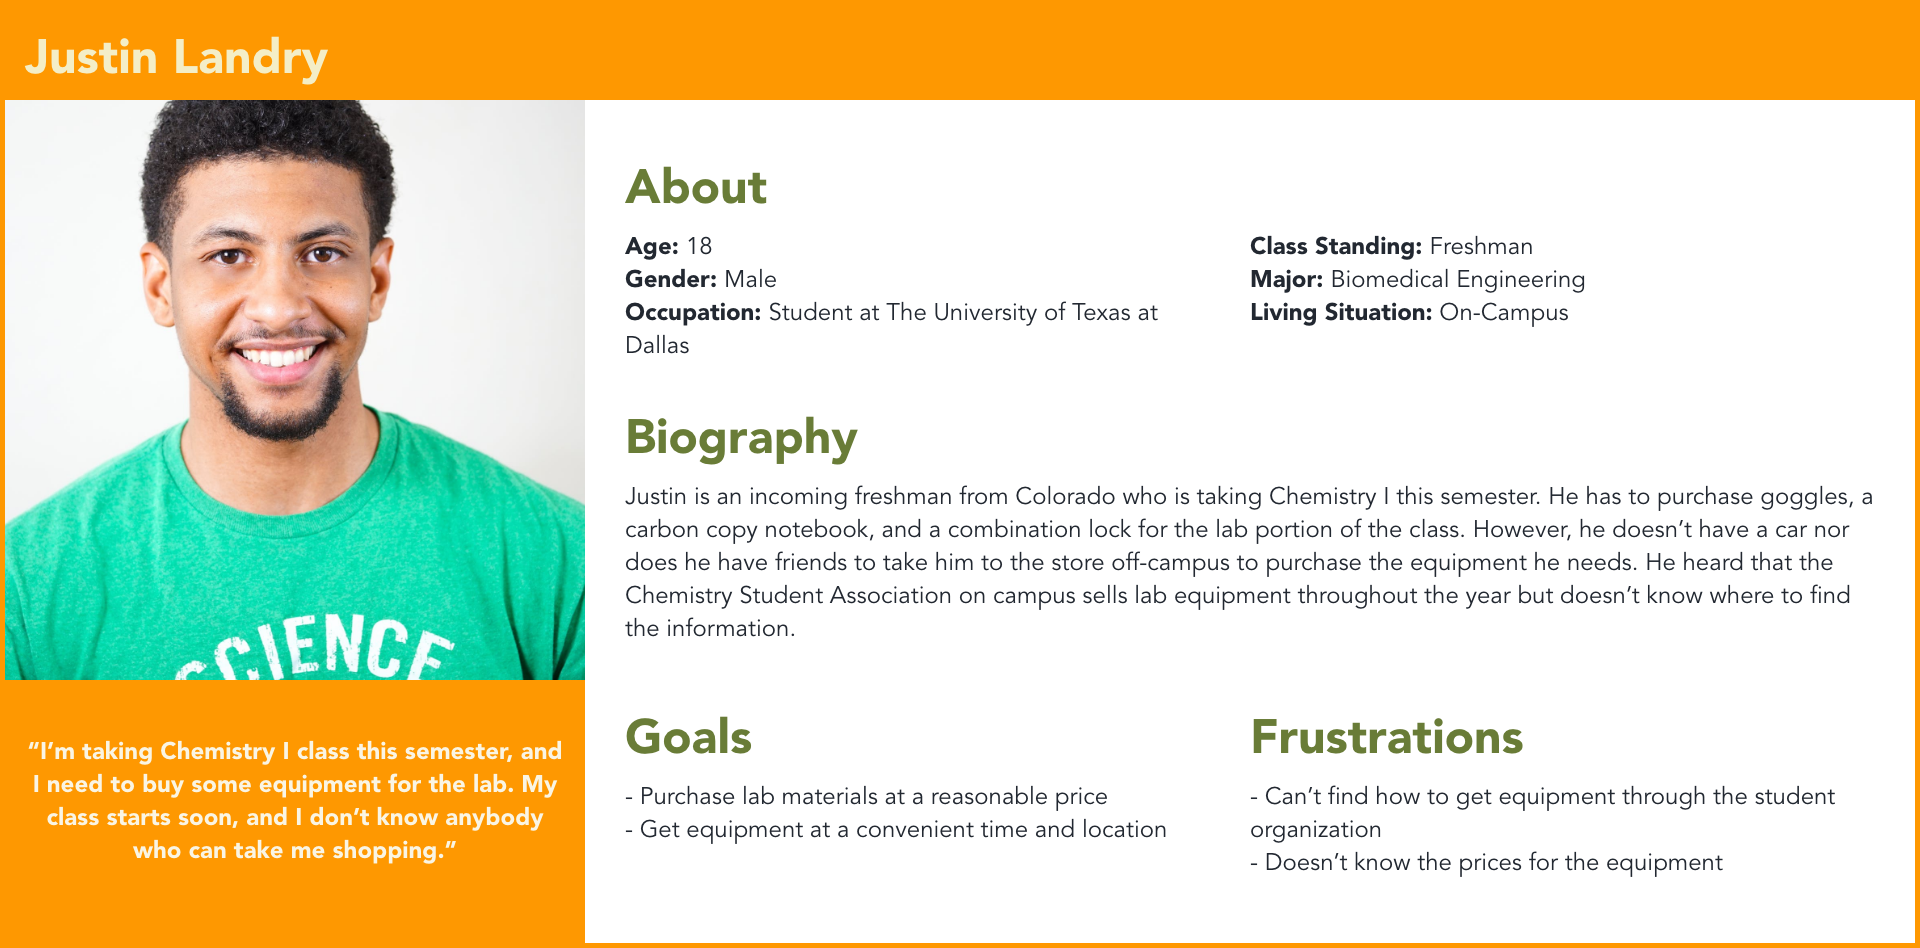 Justin Landry
SCIENCE
“I’m taking Chemistry I class this semester, and
I need to buy some equipment for the lab. My
class starts soon, and I don’t know anybody
who can take me shopping.”
About
Age: 18
Gender: Male
Occupation: Student at The University of Texas at
Dallas
Class Standing: Freshman
Major: Biomedical Engineering
Living Situation: On-Campus
Biography
Justin is an incoming freshman from Colorado who is taking Chemistry I this semester. He has to purchase goggles, a
carbon copy notebook, and a combination lock for the lab portion of the class. However, he doesn’t have a car nor
does he have friends to take him to the store off-campus to purchase the equipment he needs. He heard that the
Chemistry Student Association on campus sells lab equipment throughout the year but doesn’t know where to find
the information.
Goals
- Purchase lab materials at a reasonable price
- Get equipment at a convenient time and location
Frustrations
- Can’t find how to get equipment through the student
organization
- Doesn’t know the prices for the equipment